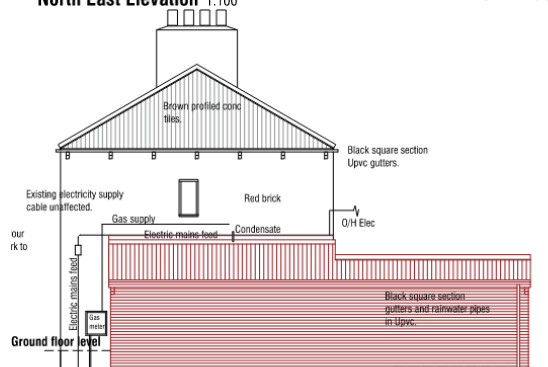 North East Elevation 1:100
Brown profiled conc
tiles.
Black square section
Upvc gutters.
Existing electricity supply
cable unaffected.
Red brick
Gas supply
O/H Elec
Condensate
Electric mains feed
our
rk to
Electric mains feed
Gas
meter
Black square section
gutters and rainwater pipes
in Upvc.
Ground floor level